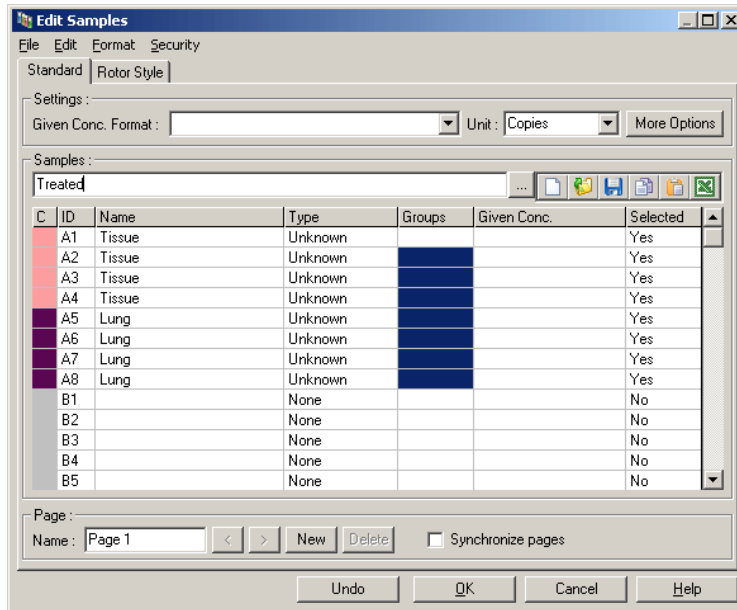 Edit Samples
File Edit Format Security
Standard Rotor Style
Settings :
Given Conc. Format : Unit : Copies More Options
Samples :
Treated ...
C ID Name Type Groups Given Conc. Selected
A1 Tissue Unknown Yes
A2 Tissue Unknown Yes
A3 Tissue Unknown Yes
A4 Tissue Unknown Yes
A5 Lung Unknown Yes
A6 Lung Unknown Yes
A7 Lung Unknown Yes
A8 Lung Unknown Yes
B1 None No
B2 None No
B3 None No
B4 None No
B5 None No
Page :
Name : Page 1 < > New Delete Synchronize pages
Undo OK Cancel Help